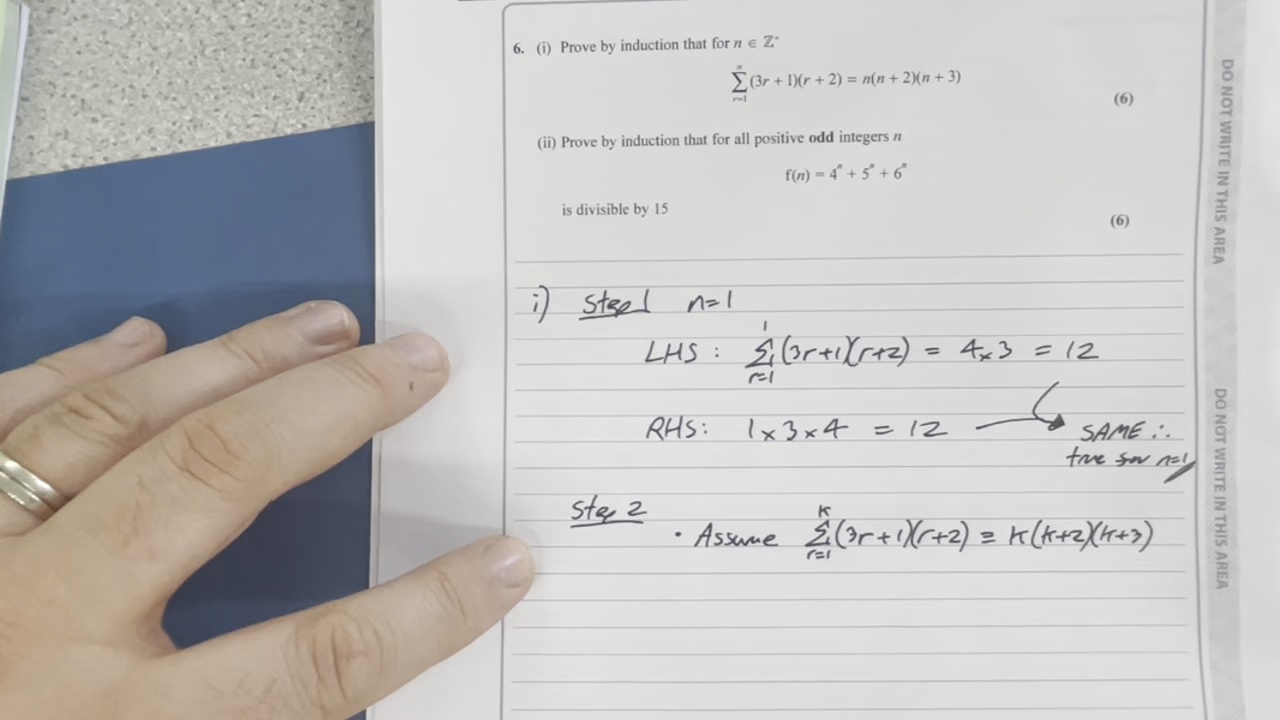 6. (i) Prove by induction that for n ∈ ℤ⁺
n
∑ (3r + 1)(r + 2) = n(n + 2)(n + 3)
r=1
(6)
(ii) Prove by induction that for all positive odd integers n
f(n) = 4ⁿ + 5ⁿ + 6ⁿ
is divisible by 15
(6)
i) Step 1 n=1
1
LHS : ∑ (3r+1)(r+2) = 4×3 = 12
r=1
RHS: 1×3×4 = 12
SAME ∴
true for n=1
Step 2
K
• Assume ∑ (3r+1)(r+2) = K(K+2)(K+3)
r=1
DO NOT WRITE IN THIS AREA
DO NOT WRITE IN THIS AREA